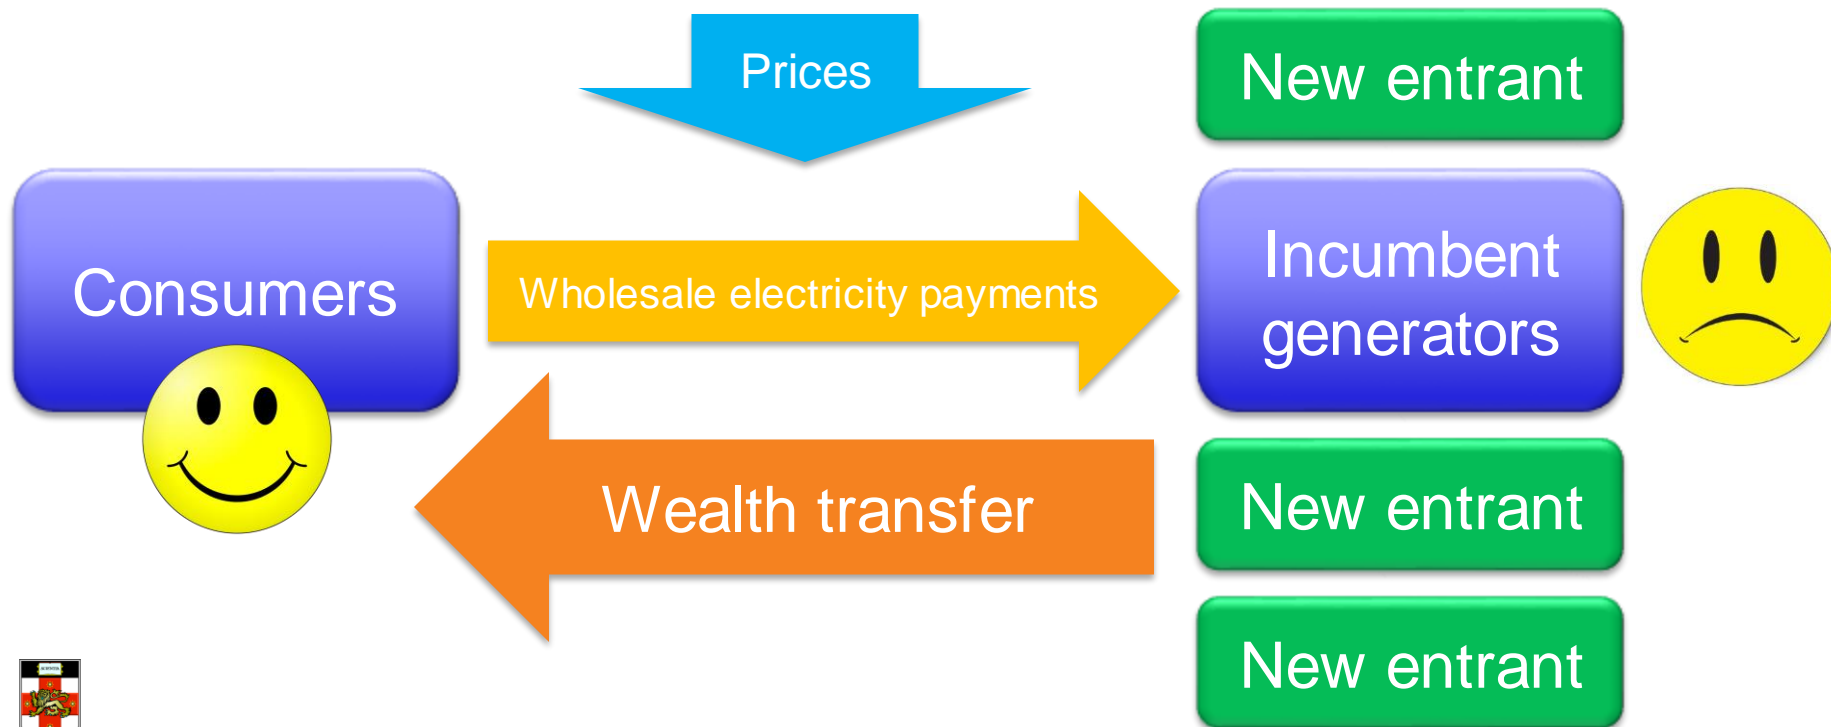 Prices
New entrant
Consumers
Wholesale electricity payments
Incumbent
generators
Wealth transfer
New entrant
New entrant